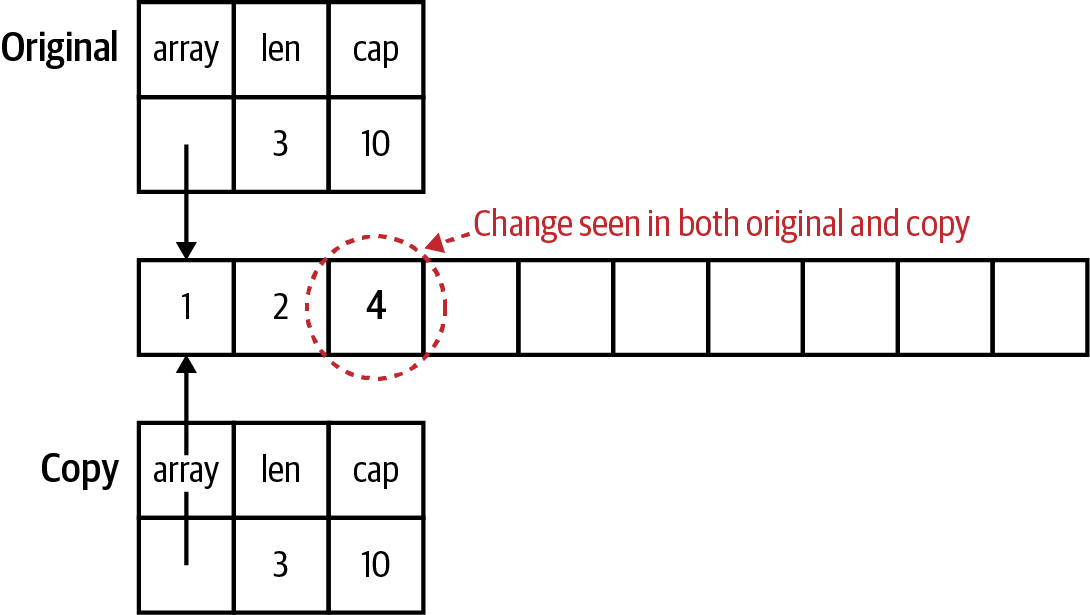 Original array len cap
3 10
Change seen in both original and copy
1 2 4
Copy array len cap
3 10